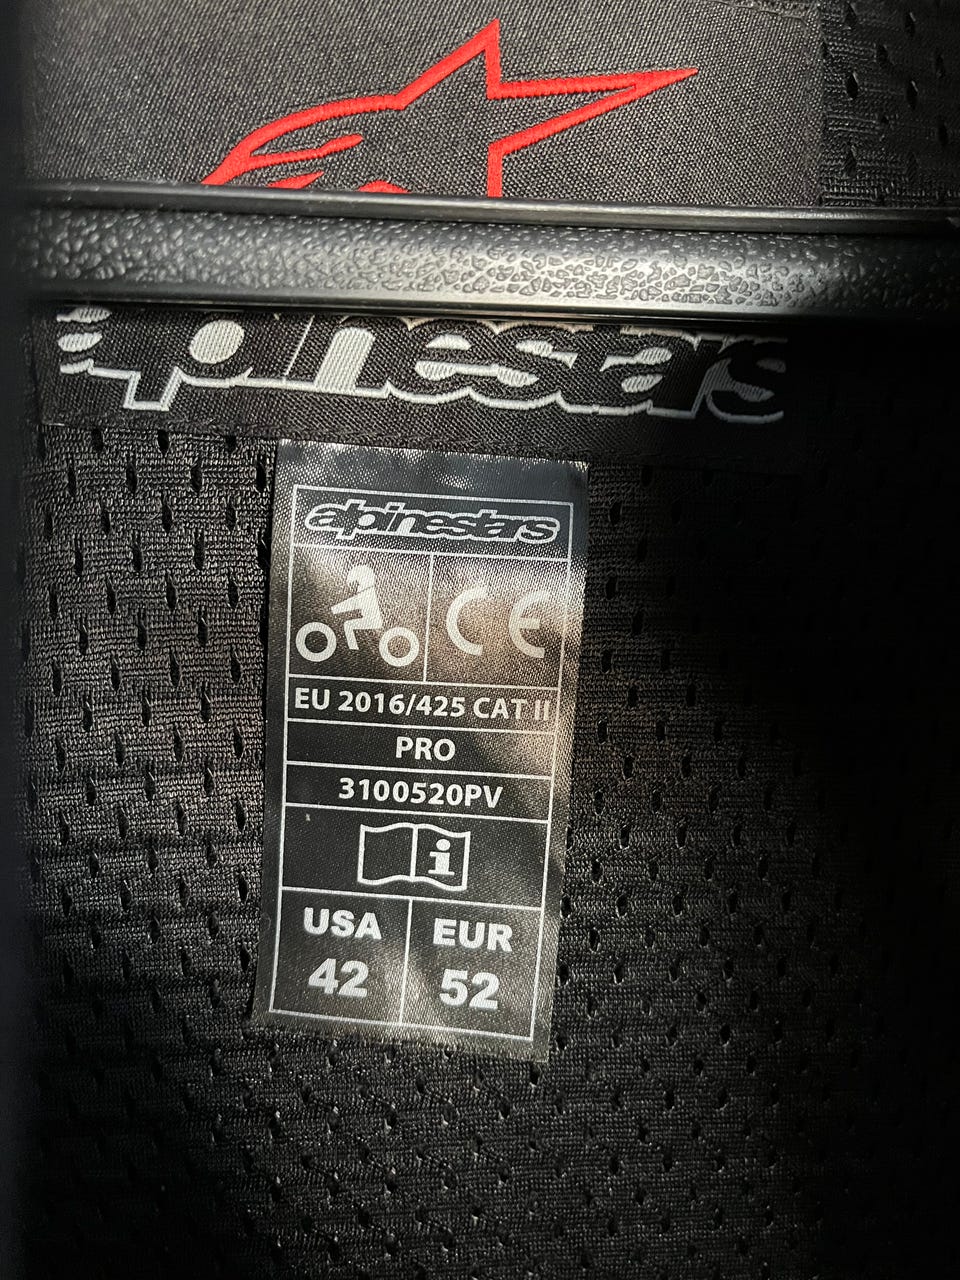 alpinestars
alpinestars
CE
EU 2016/425 CAT II
PRO
3100520PV
i
USA
EUR
42
52